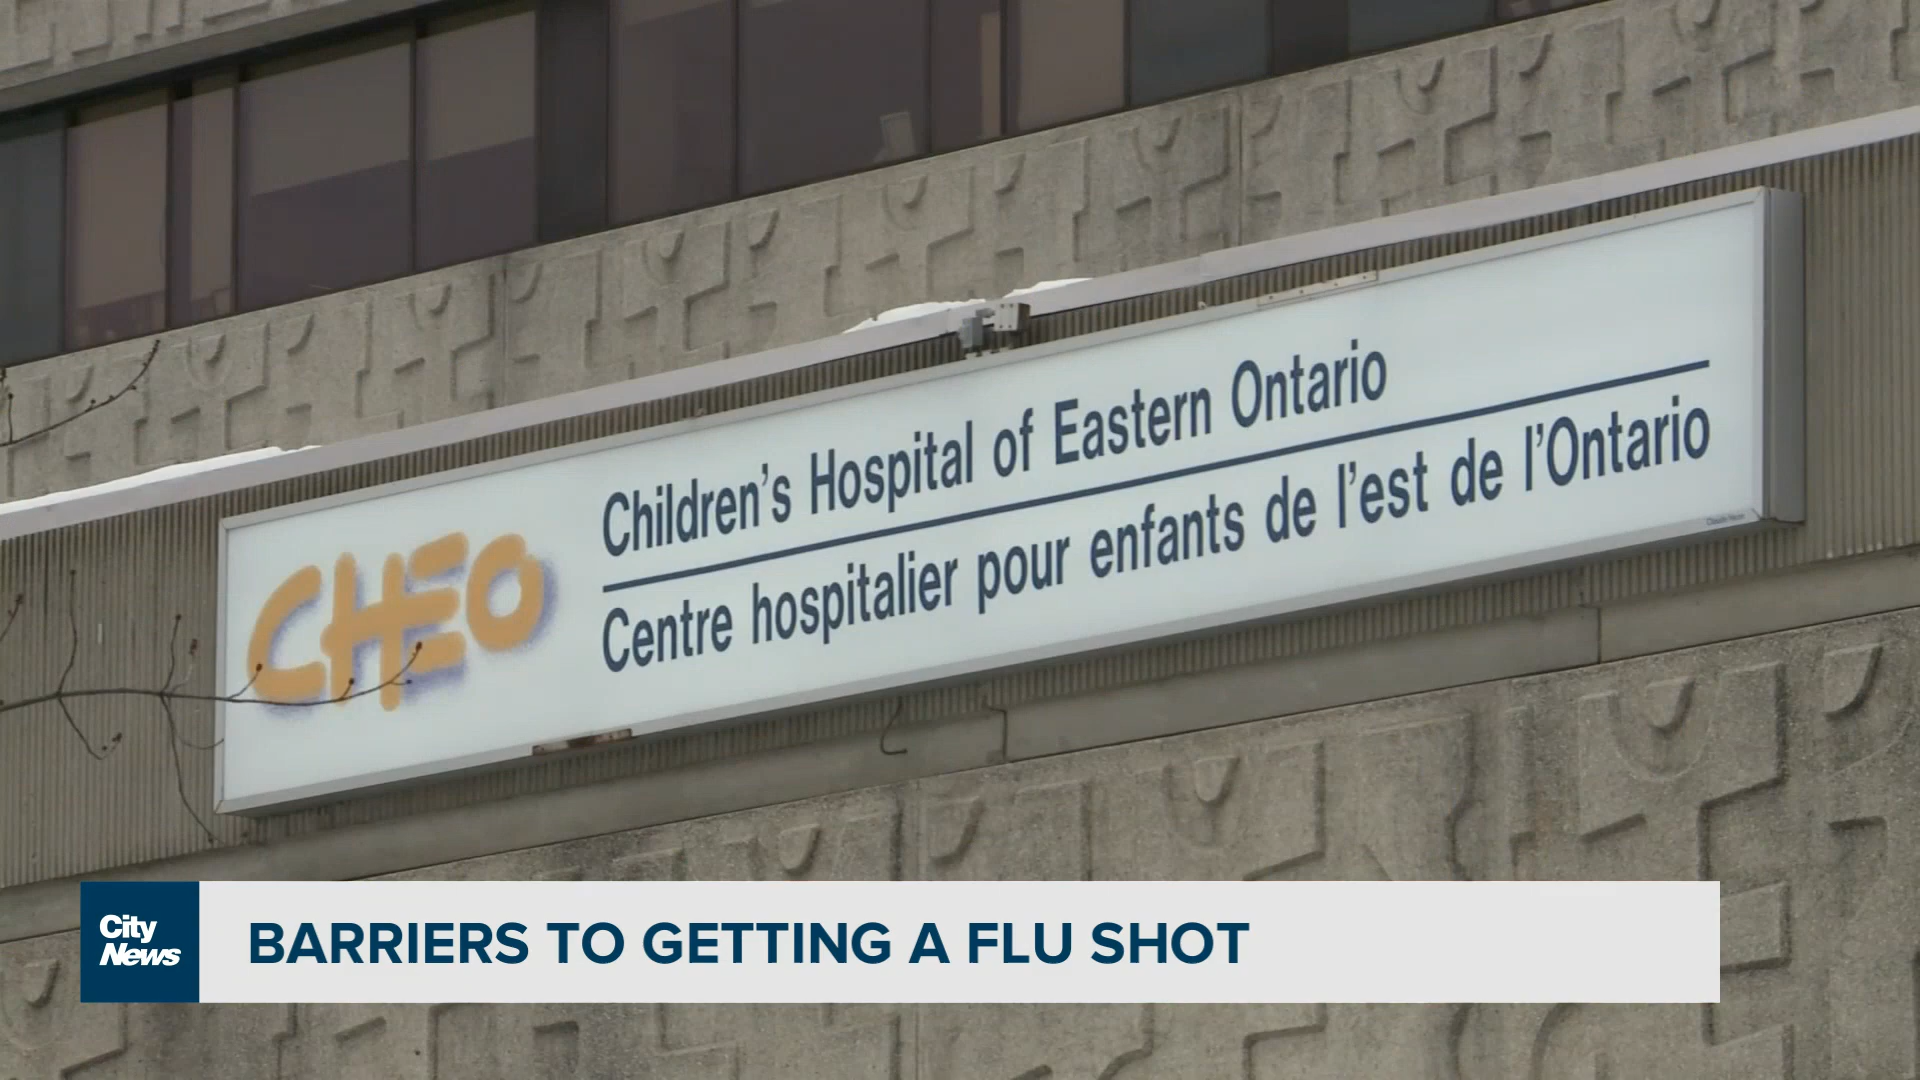 CHEO
Children's Hospital of Eastern Ontario
Centre hospitalier pour enfants de l'est de l'Ontario
City
News
BARRIERS TO GETTING A FLU SHOT